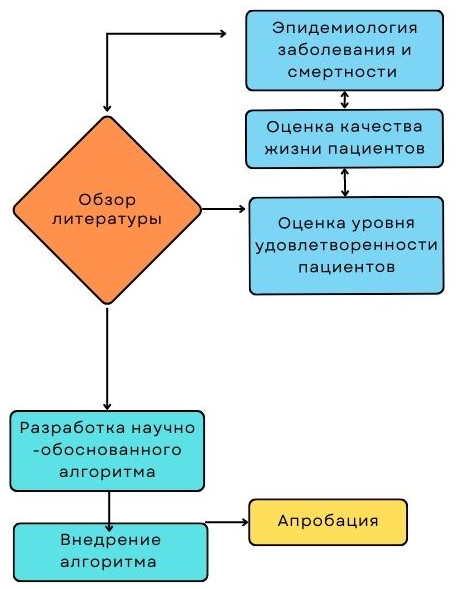 Эпидемиология
заболевания и
смертности
Оценка качества
жизни пациентов
Обзор
литературы
Оценка уровня
удовлетворенности
пациентов
Разработка научно
-обоснованного
алгоритма
Внедрение
алгоритма
Апробация